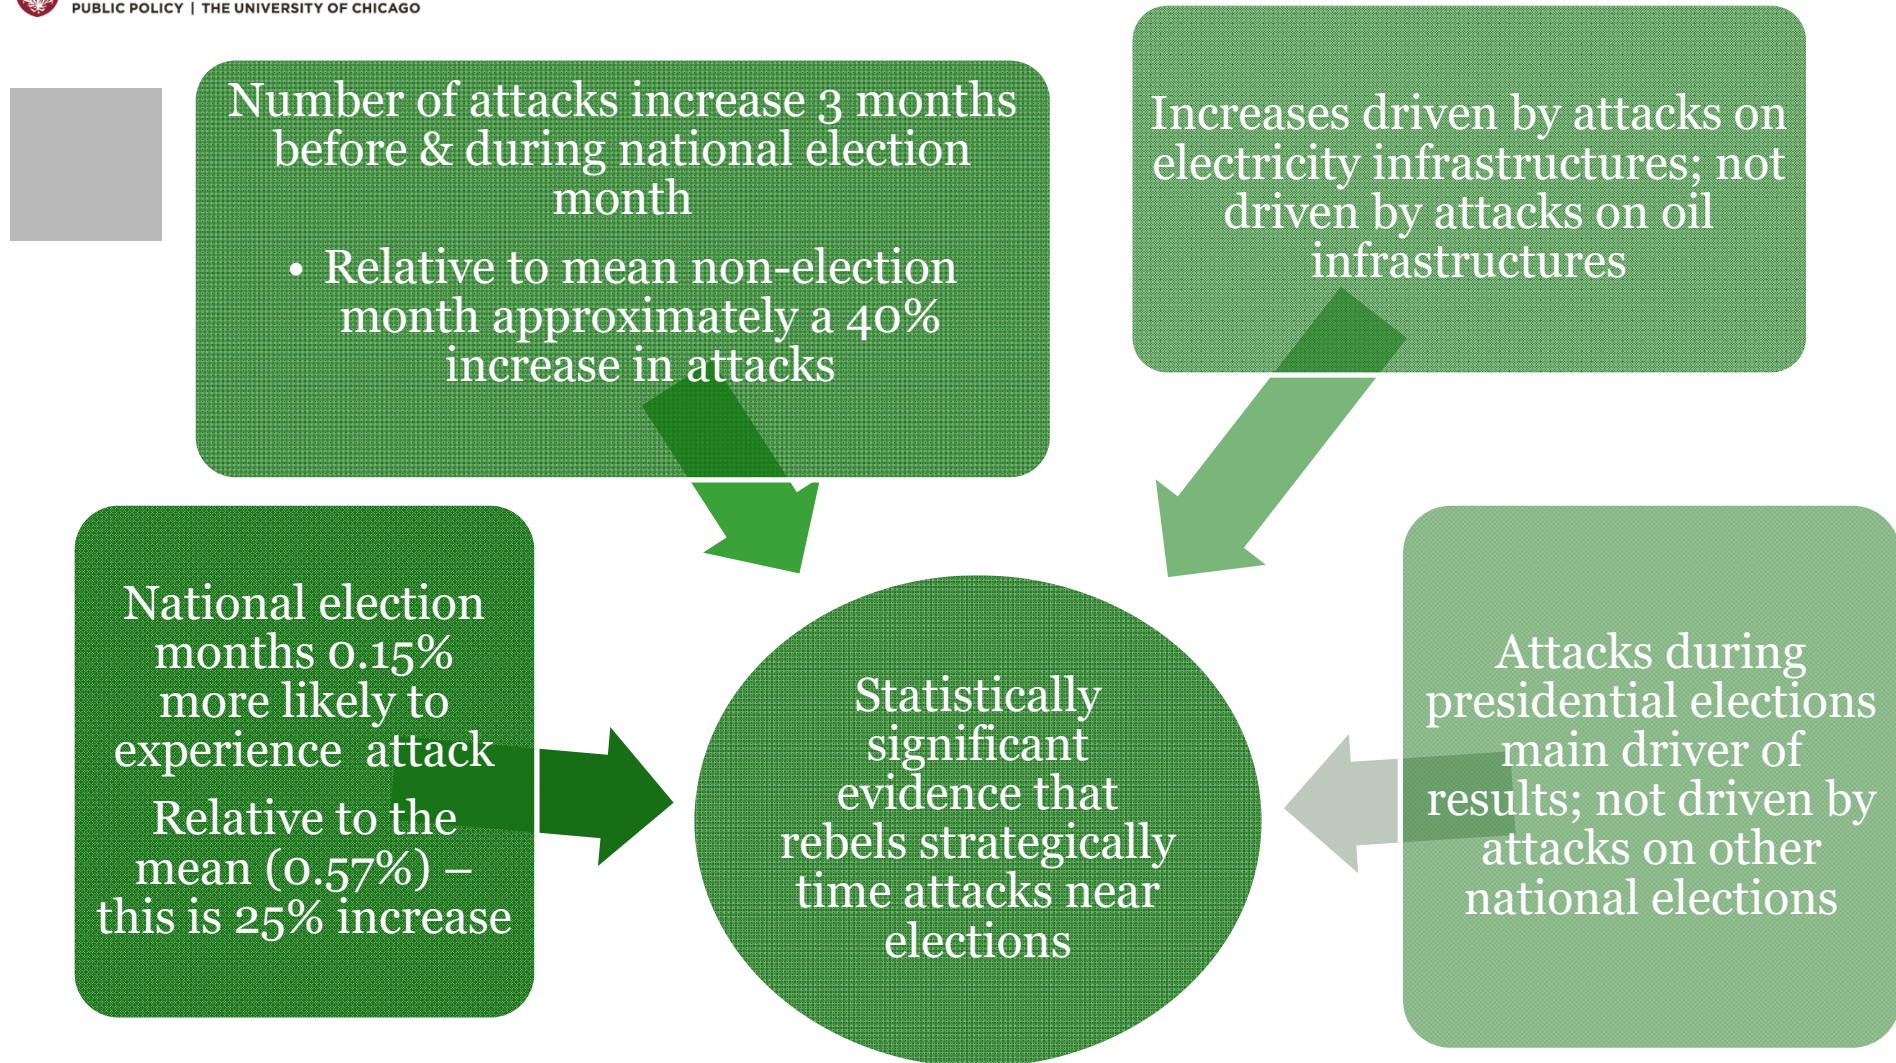 PUBLIC POLICY | THE UNIVERSITY OF CHICAGO
Number of attacks increase 3 months
before & during national election
month
• Relative to mean non-election
month approximately a 40%
increase in attacks
Increases driven by attacks on
electricity infrastructures; not
driven by attacks on oil
infrastructures
National election
months 0.15%
more likely to
experience  attack
Relative to the
mean (0.57%) –
this is 25% increase
Statistically
significant
evidence that
rebels strategically
time attacks near
elections
Attacks during
presidential elections
main driver of
results; not driven by
attacks on other
national elections